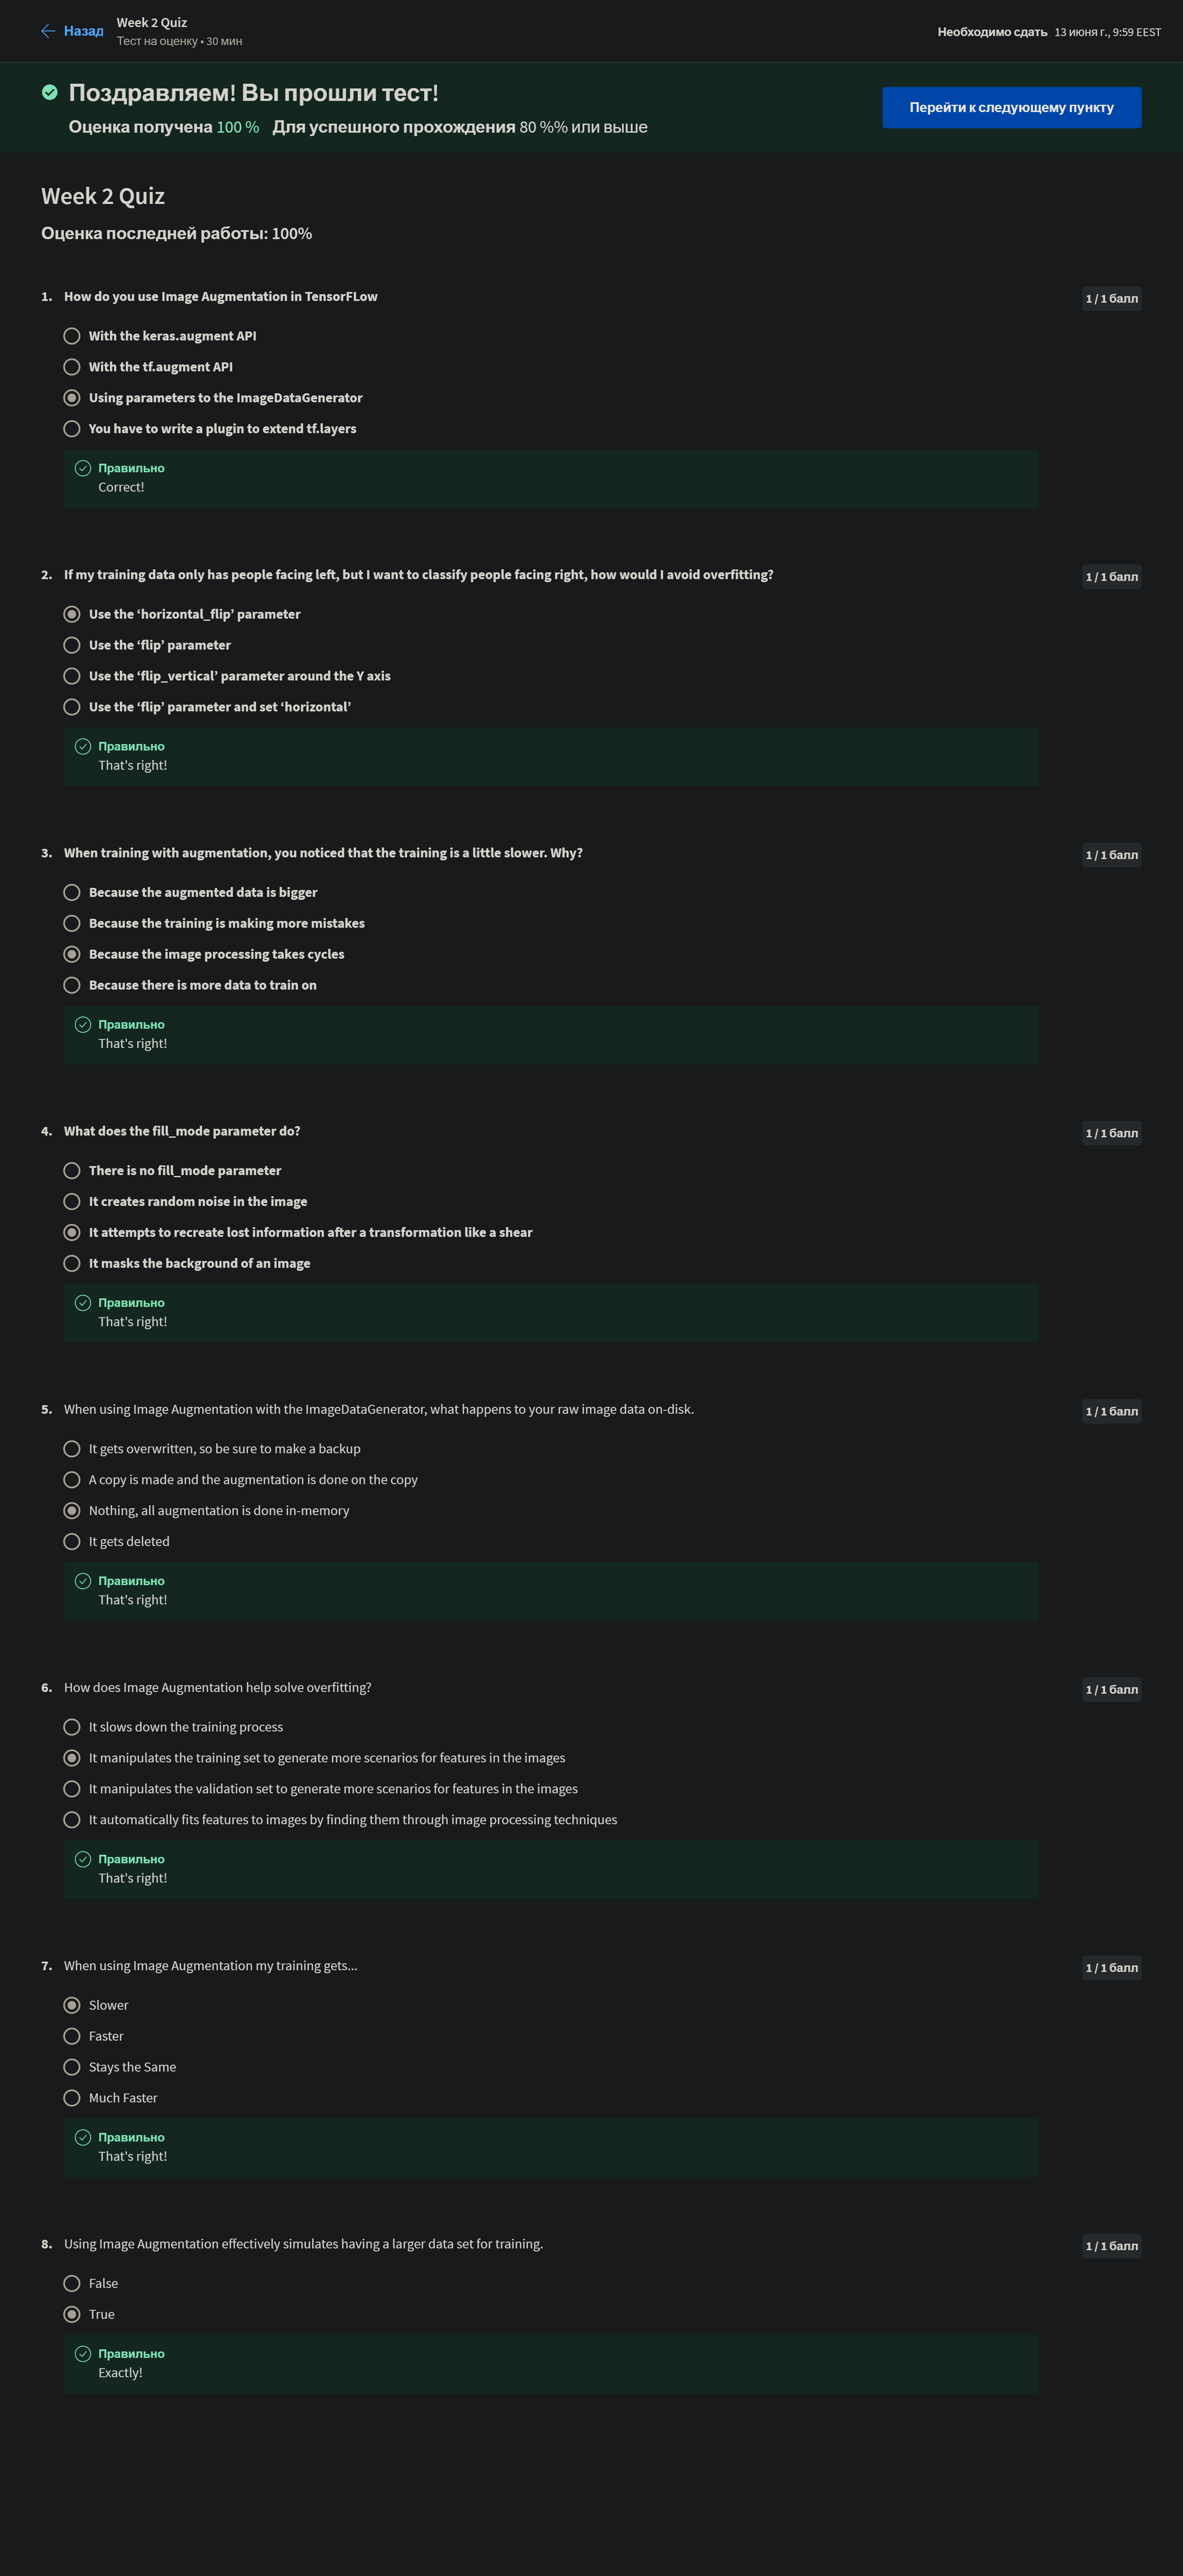 Назад
Week 2 Quiz
Тест на оценку • 30 мин
Необходимо сдать 13 июня г., 9:59 EEST
Поздравляем! Вы прошли тест!
Оценка получена 100 % Для успешного прохождения 80 %% или выше
Перейти к следующему пункту
Week 2 Quiz
Оценка последней работы: 100%
1. How do you use Image Augmentation in TensorFLow
1 / 1 балл
With the keras.augment API
With the tf.augment API
Using parameters to the ImageDataGenerator
You have to write a plugin to extend tf.layers
Правильно
Correct!
2. If my training data only has people facing left, but I want to classify people facing right, how would I avoid overfitting?
1 / 1 балл
Use the ‘horizontal_flip’ parameter
Use the ‘flip’ parameter
Use the ‘flip_vertical’ parameter around the Y axis
Use the ‘flip’ parameter and set ‘horizontal’
Правильно
That's right!
3. When training with augmentation, you noticed that the training is a little slower. Why?
1 / 1 балл
Because the augmented data is bigger
Because the training is making more mistakes
Because the image processing takes cycles
Because there is more data to train on
Правильно
That's right!
4. What does the fill_mode parameter do?
1 / 1 балл
There is no fill_mode parameter
It creates random noise in the image
It attempts to recreate lost information after a transformation like a shear
It masks the background of an image
Правильно
That's right!
5. When using Image Augmentation with the ImageDataGenerator, what happens to your raw image data on-disk.
1 / 1 балл
It gets overwritten, so be sure to make a backup
A copy is made and the augmentation is done on the copy
Nothing, all augmentation is done in-memory
It gets deleted
Правильно
That's right!
6. How does Image Augmentation help solve overfitting?
1 / 1 балл
It slows down the training process
It manipulates the training set to generate more scenarios for features in the images
It manipulates the validation set to generate more scenarios for features in the images
It automatically fits features to images by finding them through image processing techniques
Правильно
That's right!
7. When using Image Augmentation my training gets...
1 / 1 балл
Slower
Faster
Stays the Same
Much Faster
Правильно
That's right!
8. Using Image Augmentation effectively simulates having a larger data set for training.
1 / 1 балл
False
True
Правильно
Exactly!